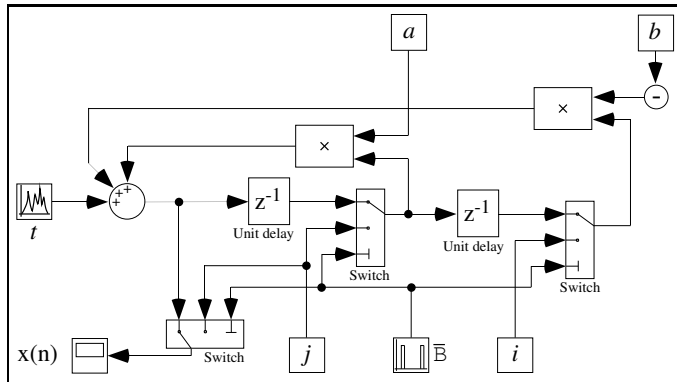 a
b
-
×
×
+
+
+
t
z-1
Unit delay
Switch
z-1
Unit delay
Switch
x(n)
Switch
j
B̅
i